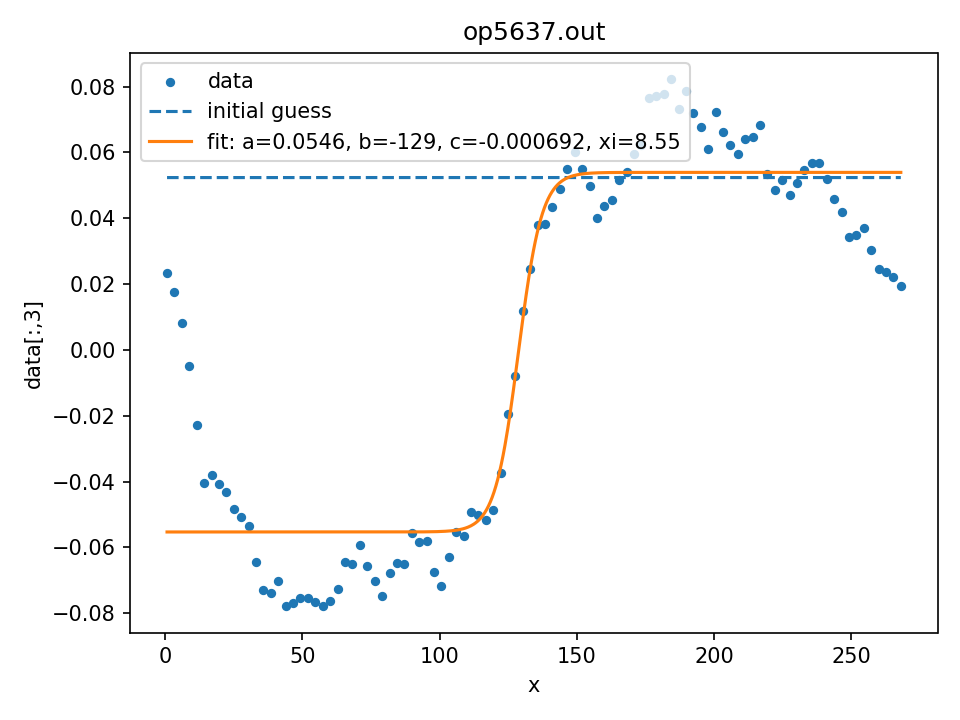 op5637.out
data
initial guess
fit: a=0.0546, b=-129, c=-0.000692, xi=8.55
0.08
0.06
0.04
0.02
0.00
−0.02
−0.04
−0.06
−0.08
data[:,3]
0 50 100 150 200 250
x